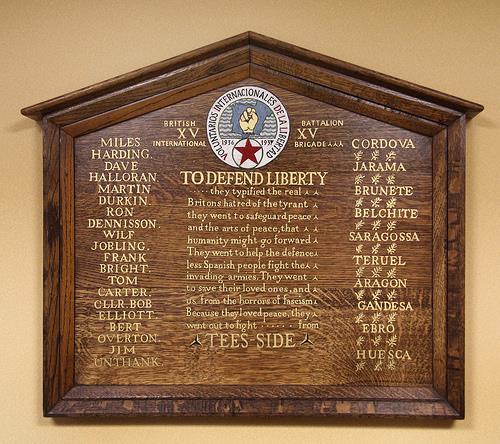 VOLUNTARIOS INTERNACIONALES DE LA LIBERTAD
1936 1937
BRITISH BATTALION
XV XV
INTERNATIONAL BRIGADE
MILES
HARDING.
DAVE
HALLORAN
MARTIN
DURKIN.
RON
DENNISSON.
WILF
JOBLING.
FRANK
BRIGHT.
TOM
CARTER.
CLLR. BOB
ELLIOTT.
BERT
OVERTON.
JIM
UNTHANK.
TO DEFEND LIBERTY
.... they typified the real
Britons hatred of the tyrant
they went to safeguard peace
and the arts of peace, that
humanity might go forward
They went to help the defence
less Spanish people fight the
invading armies. They went
to save their loved ones, and
us, from the horrors of fascism
Because they loved peace, they
went out to fight ..... from
TEES-SIDE
CORDOVA
JARAMA
BRUNETE
BELCHITE
SARAGOSSA
TERUEL
ARAGON
GANDESA
EBRO
HUESCA